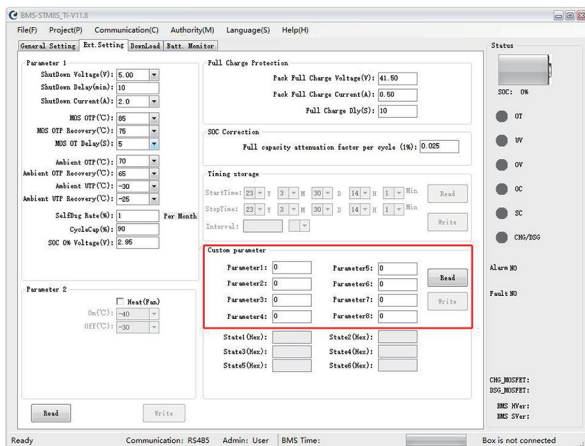 BMS-STM8S_TI-V11.8
File(F) Project(P) Communication(C) Authority(M) Language(S) Help(H)
General Setting Ext.Setting DownLoad Batt. Monitor
Parameter 1
ShutDown Voltage(V): 5.00
ShutDown Delay(min): 10
ShutDown Current(A): 2.0
MOS OTP(℃): 85
MOS OTP Recovery(℃): 75
MOS OT Delay(S): 5
Ambient OTP(℃): 70
Ambient OTP Recovery(℃): 65
Ambient UTP(℃): -30
Ambient UTP Recovery(℃): -25
SelfDsg Rate(%): 1 Per Month
CycleCap(%): 90
SOC 0% Voltage(V): 2.95
Parameter 2
Heat(Fan)
On(℃): -40
Off(℃): -30
Read Write
Full Charge Protection
Pack Full Charge Voltage(V): 41.50
Pack Full Charge Current(A): 0.50
Full Charge Dly(S): 10
SOC Correction
Full capacity attenuation factor per cycle (1%): 0.025
Timing storage
StartTime: 23 Y 3 M 30 D 14 H 1 Min Read
StopTime: 23 Y 3 M 30 D 14 H 1 Min
Interval: Write
Custom parameter
Parameter1: 0 Parameter5: 0
Parameter2: 0 Parameter6: 0 Read
Parameter3: 0 Parameter7: 0 Write
Parameter4: 0 Parameter8: 0
State1(Hex): State2(Hex):
State3(Hex): State4(Hex):
State5(Hex): State6(Hex):
Status
SOC: 0%
OT
UV
OV
OC
SC
CHG/DSG
Alarm NO
Fault NO
CHG_MOSFET:
DSG_MOSFET:
BMS HVer:
BMS SVer:
Ready Communication: RS485 Admin: User BMS Time: Box is not connected